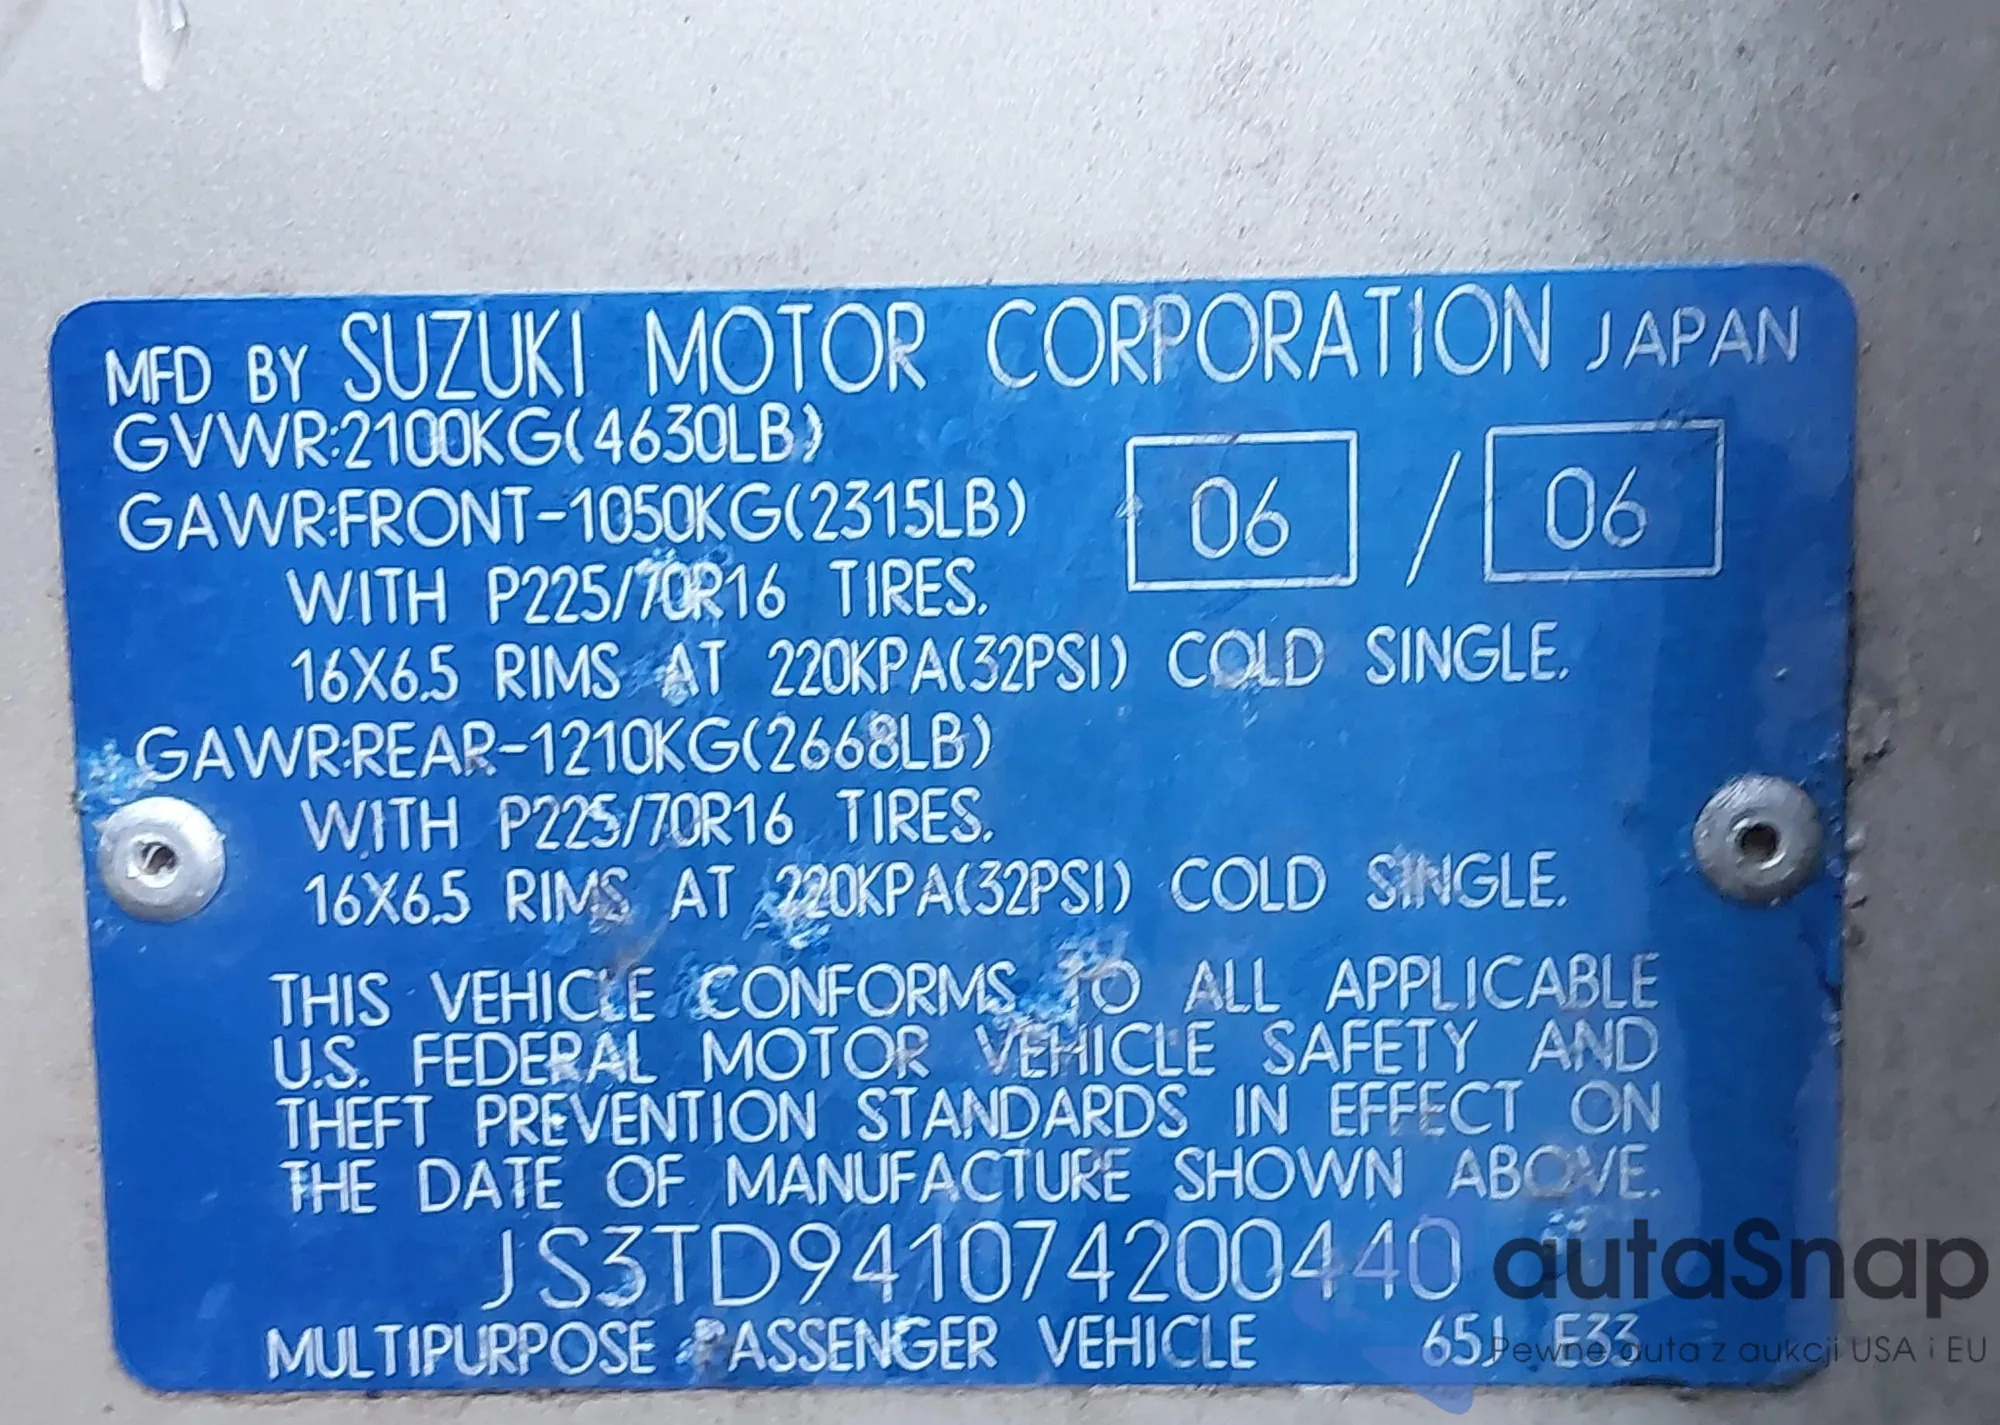 MFD BY SUZUKI MOTOR CORPORATION JAPAN
GVWR:2100KG(4630LB)
GAWR:FRONT-1050KG(2315LB)
06 / 06
WITH P225/70R16 TIRES.
16X6.5 RIMS AT 220KPA(32PSI) COLD SINGLE.
GAWR:REAR-1210KG(2668LB)
WITH P225/70R16 TIRES.
16X6.5 RIMS AT 220KPA(32PSI) COLD SINGLE.
THIS VEHICLE CONFORMS TO ALL APPLICABLE
U.S. FEDERAL MOTOR VEHICLE SAFETY AND
THEFT PREVENTION STANDARDS IN EFFECT ON
THE DATE OF MANUFACTURE SHOWN ABOVE.
JS3TD941074200440
MULTIPURPOSE PASSENGER VEHICLE 65J E33
autaSnap
Pewne auta z aukcji USA i EU